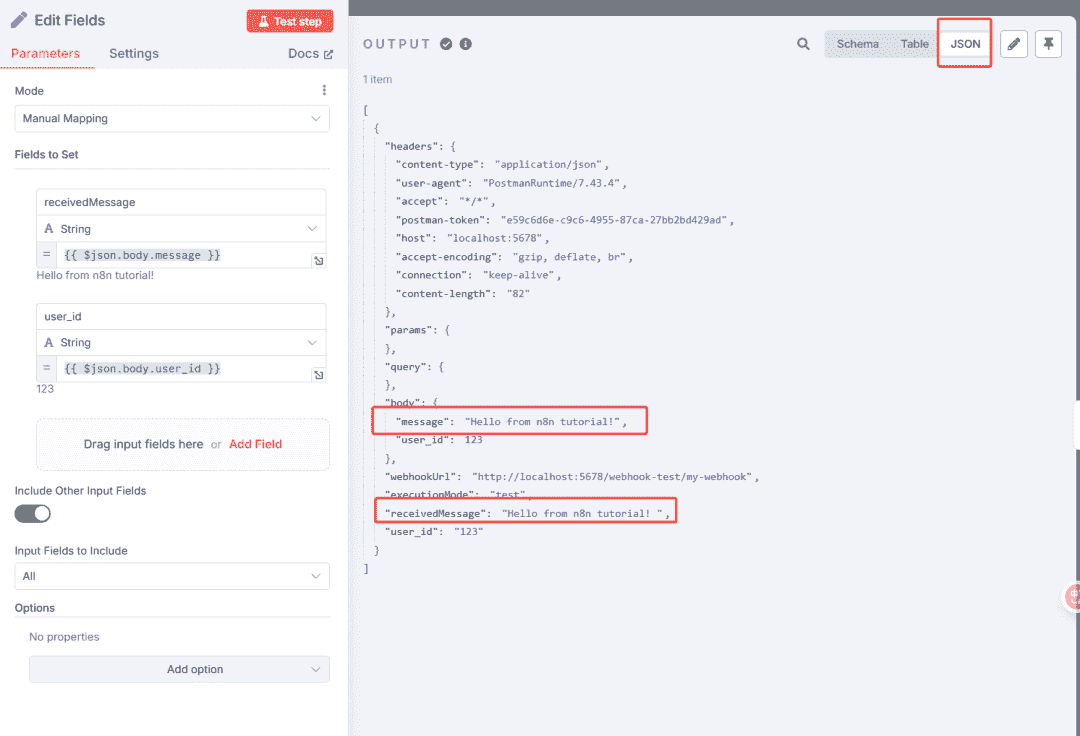 Edit Fields
Test step
Parameters
Settings
Docs
Mode
Manual Mapping
Fields to Set
receivedMessage
A String
= {{ $json.body.message }}
Hello from n8n tutorial!
user_id
A String
= {{ $json.body.user_id }}
123
Drag input fields here or Add Field
Include Other Input Fields
Input Fields to Include
All
Options
No properties
Add option
OUTPUT
Schema
Table
JSON
1 item
[
{
"headers": {
"content-type": "application/json",
"user-agent": "PostmanRuntime/7.43.4",
"accept": "*/*",
"postman-token": "e59c6d6e-c9c6-4955-87ca-27bb2bd429ad",
"host": "localhost:5678",
"accept-encoding": "gzip, deflate, br",
"connection": "keep-alive",
"content-length": "82"
},
"params": {
},
"query": {
},
"body": {
"message": "Hello from n8n tutorial!",
"user_id": 123
},
"webhookUrl": "http://localhost:5678/webhook-test/my-webhook",
"executionMode": "test",
"receivedMessage": "Hello from n8n tutorial! ",
"user_id": "123"
}
]